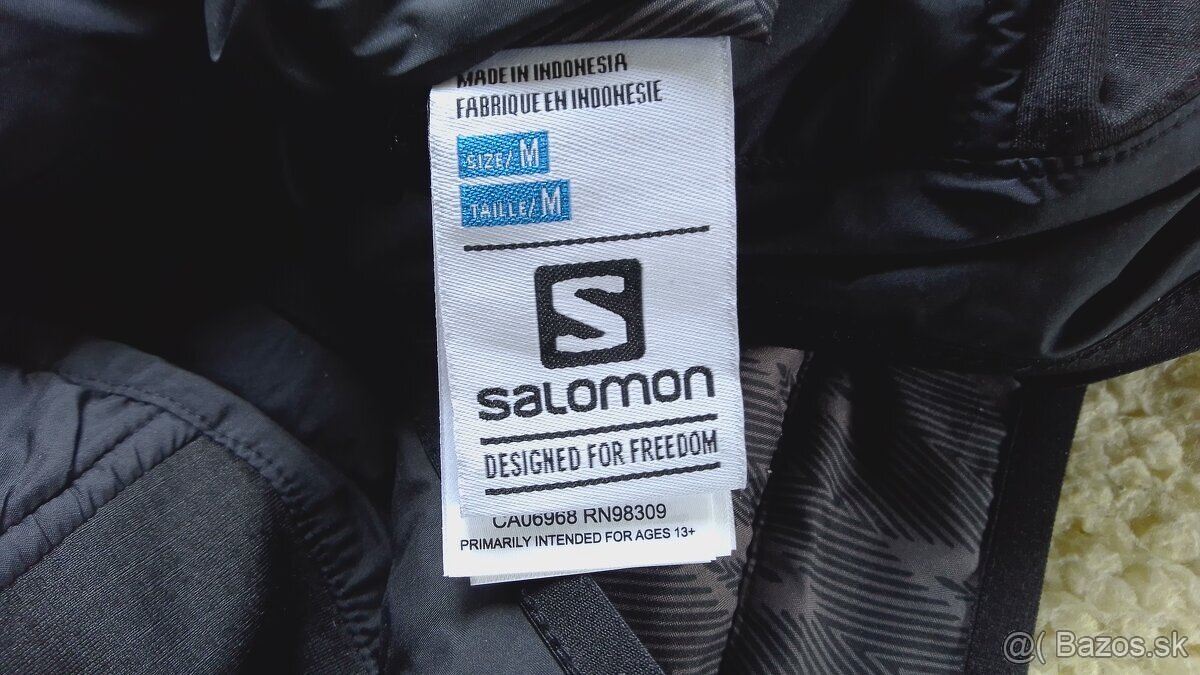 MADE IN INDONESIA
FABRIQUE EN INDONESIE
SIZE/ M
TAILLE/ M
S
SALOMON
DESIGNED FOR FREEDOM
CA06968 RN98309
PRIMARILY INTENDED FOR AGES 13+
@( Bazos.sk